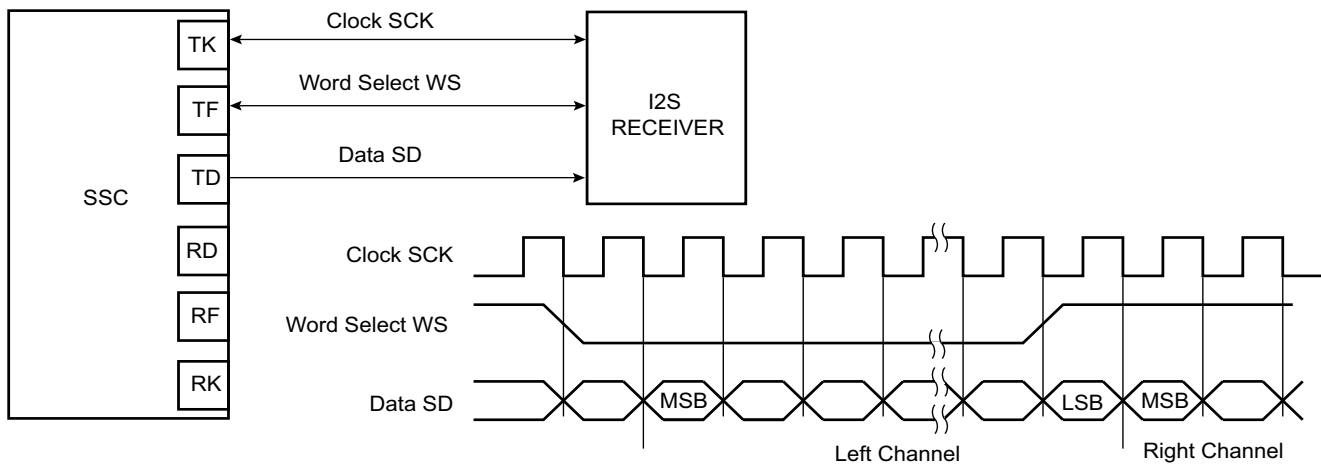 TK
Clock SCK
TF
Word Select WS
I2S
RECEIVER
TD
Data SD
SSC
RD
RF
RK
Clock SCK
Word Select WS
Data SD
MSB
LSB
MSB
Left Channel
Right Channel